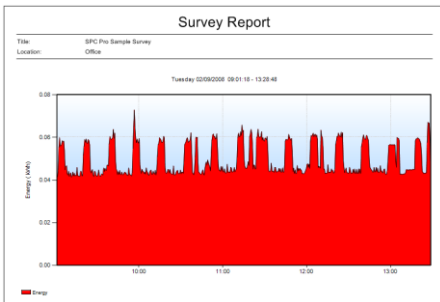 Survey Report
Title: SPC Pro Sample Survey
Location: Office
Tuesday 02/09/2008 09:01:18 - 13:28:48
0.08
0.06
0.04
0.02
0.00
Energy ( kWh)
10:00 11:00 12:00 13:00
Energy